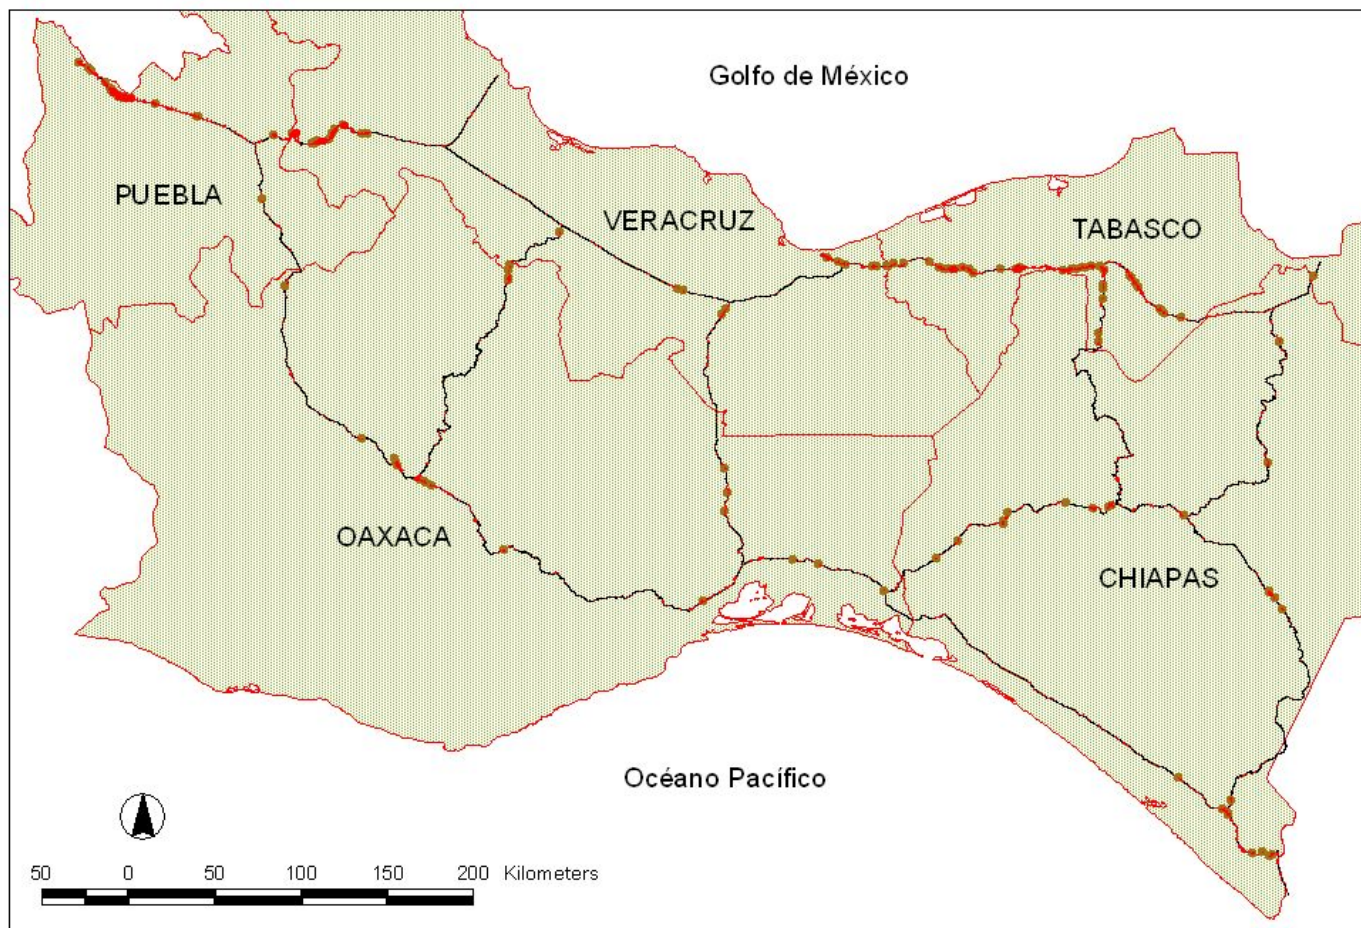 Golfo de México
PUEBLA
VERACRUZ
TABASCO
OAXACA
CHIAPAS
Océano Pacífico
50 0 50 100 150 200 Kilometers